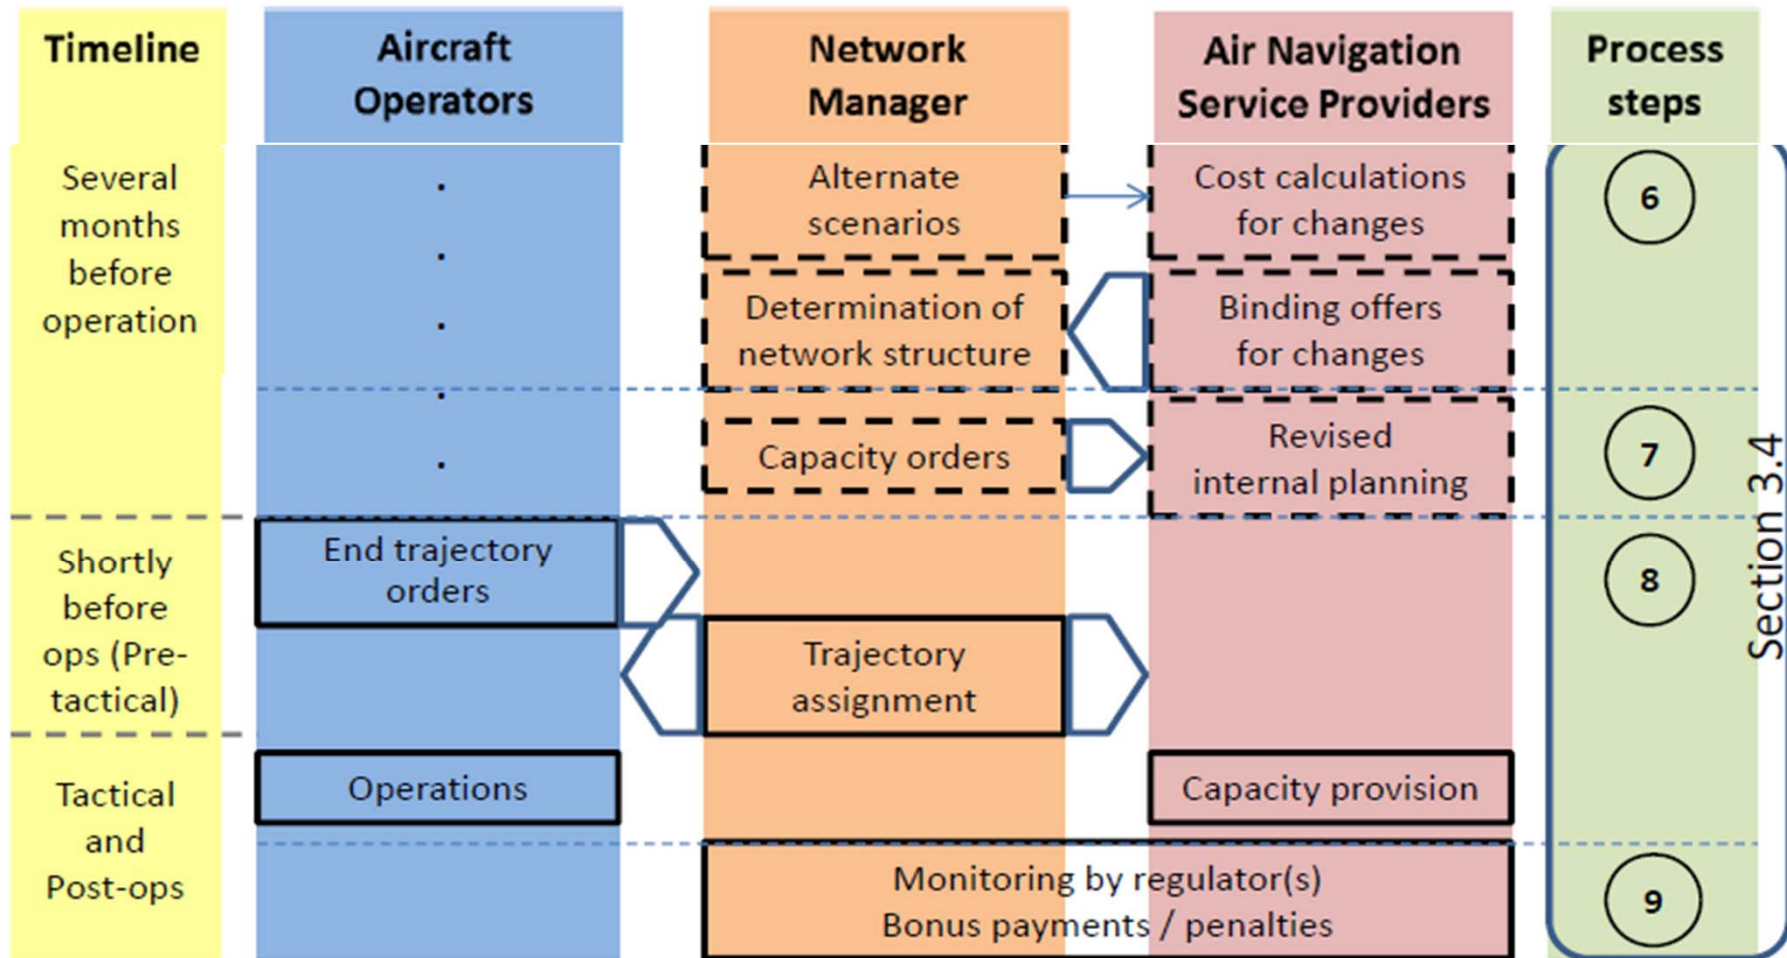 Timeline
Aircraft
Operators
Network
Manager
Air Navigation
Service Providers
Process
steps
Several
months
before
operation
Alternate
scenarios
Cost calculations
for changes
6
Determination of
network structure
Binding offers
for changes
Capacity orders
Revised
internal planning
7
Section 3.4
Shortly
before
ops (Pre-
tactical)
End trajectory
orders
8
Trajectory
assignment
Tactical
and
Post-ops
Operations
Capacity provision
Monitoring by regulator(s)
Bonus payments / penalties
9